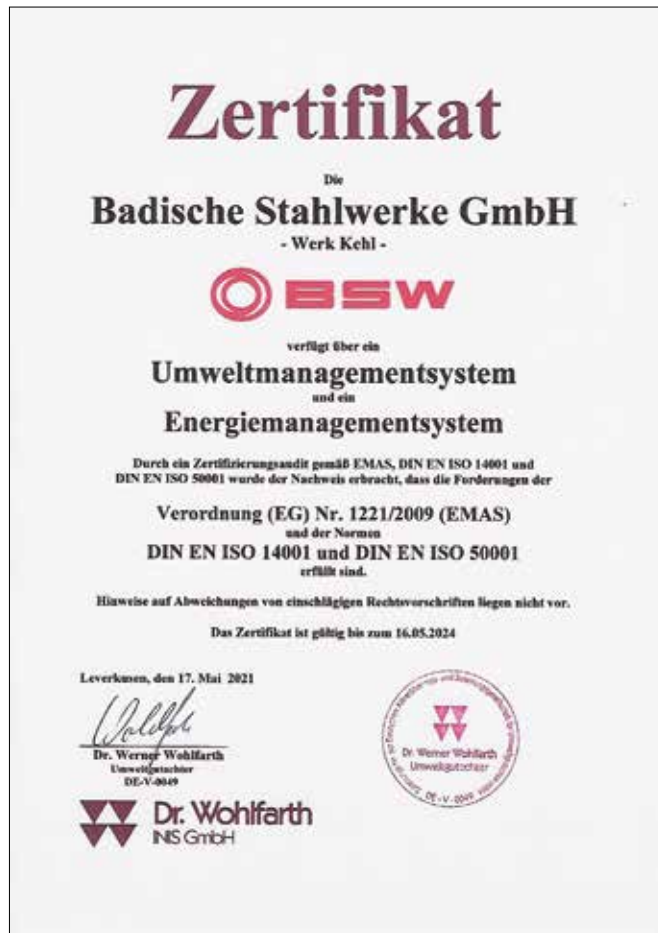 Zertifikat
Die
Badische Stahlwerke GmbH
- Werk Kehl -
BSW
verfügt über ein
Umweltmanagementsystem
und ein
Energiemanagementsystem
Durch ein Zertifizierungsaudit gemäß EMAS, DIN EN ISO 14001 und
DIN EN ISO 50001 wurde der Nachweis erbracht, dass die Forderungen der
Verordnung (EG) Nr. 1221/2009 (EMAS)
und der Normen
DIN EN ISO 14001 und DIN EN ISO 50001
erfüllt sind.
Hinweise auf Abweichungen von einschlägigen Rechtsvorschriften liegen nicht vor.
Das Zertifikat ist gültig bis zum 16.05.2024
Leverkusen, den 17. Mai 2021
Dr. Werner Wohlfarth
Umweltgutachter
DE-V-0049
Dr. Werner Wohlfarth
Umweltgutachter
DE-V-0049
Dr. Wohlfarth
INIS GmbH